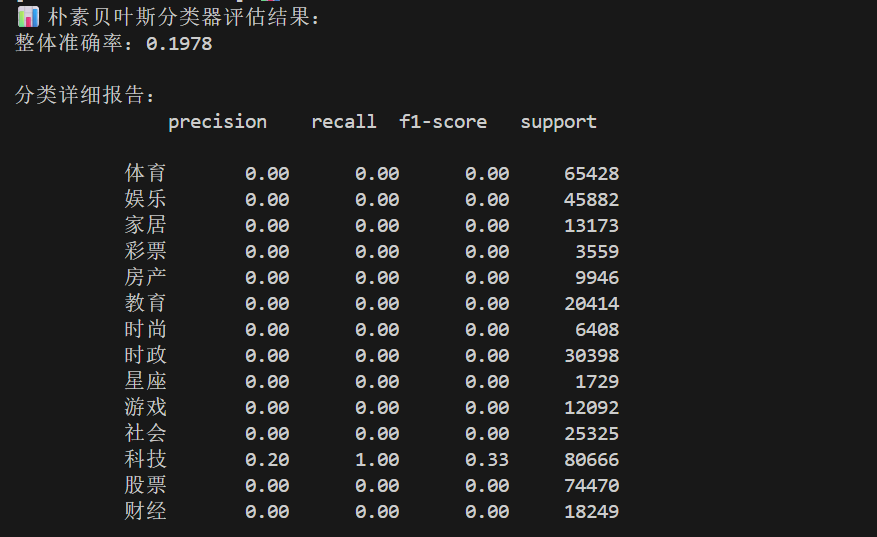 📊 朴素贝叶斯分类器评估结果:
整体准确率: 0.1978
分类详细报告:
precision recall f1-score support
体育 0.00 0.00 0.00 65428
娱乐 0.00 0.00 0.00 45882
家居 0.00 0.00 0.00 13173
彩票 0.00 0.00 0.00 3559
房产 0.00 0.00 0.00 9946
教育 0.00 0.00 0.00 20414
时尚 0.00 0.00 0.00 6408
时政 0.00 0.00 0.00 30398
星座 0.00 0.00 0.00 1729
游戏 0.00 0.00 0.00 12092
社会 0.00 0.00 0.00 25325
科技 0.20 1.00 0.33 80666
股票 0.00 0.00 0.00 74470
财经 0.00 0.00 0.00 18249